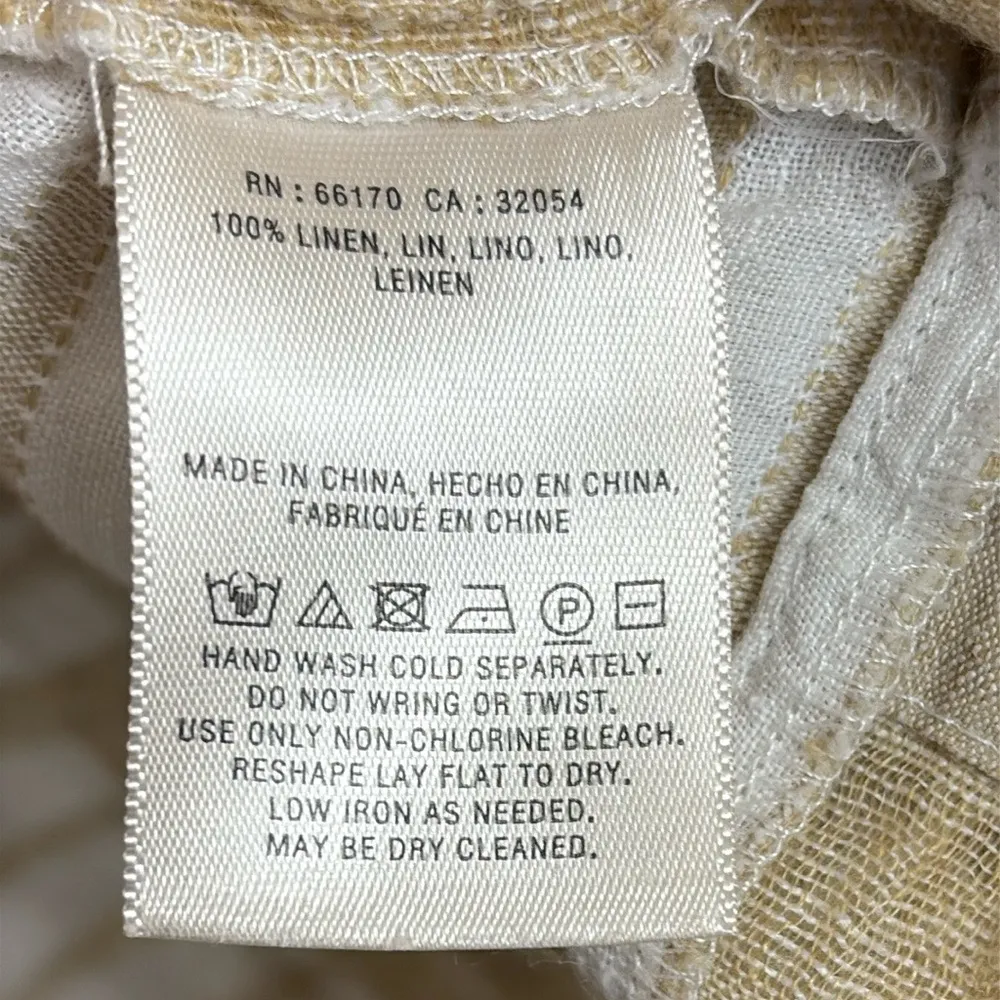 RN : 66170 CA : 32054
100% LINEN, LIN, LINO, LINO,
LEINEN
MADE IN CHINA, HECHO EN CHINA,
FABRIQUÉ EN CHINE
P
HAND WASH COLD SEPARATELY.
DO NOT WRING OR TWIST.
USE ONLY NON-CHLORINE BLEACH.
RESHAPE LAY FLAT TO DRY.
LOW IRON AS NEEDED.
MAY BE DRY CLEANED.